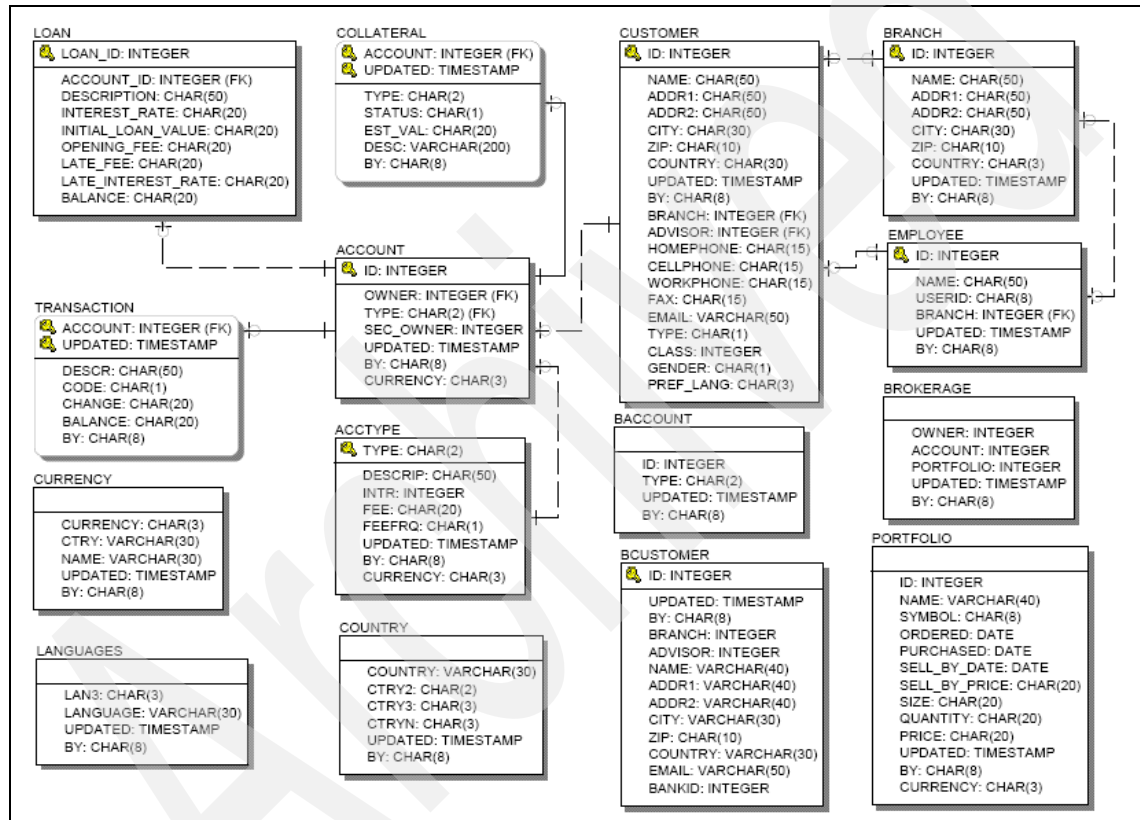 LOAN
LOAN_ID: INTEGER
ACCOUNT_ID: INTEGER (FK)
DESCRIPTION: CHAR(50)
INTEREST_RATE: CHAR(20)
INITIAL_LOAN_VALUE: CHAR(20)
OPENING_FEE: CHAR(20)
LATE_FEE: CHAR(20)
LATE_INTEREST_RATE: CHAR(20)
BALANCE: CHAR(20)
COLLATERAL
ACCOUNT: INTEGER (FK)
UPDATED: TIMESTAMP
TYPE: CHAR(2)
STATUS: CHAR(1)
EST_VAL: CHAR(20)
DESC: VARCHAR(200)
BY: CHAR(8)
CUSTOMER
ID: INTEGER
NAME: CHAR(50)
ADDR1: CHAR(50)
ADDR2: CHAR(50)
CITY: CHAR(30)
ZIP: CHAR(10)
COUNTRY: CHAR(30)
UPDATED: TIMESTAMP
BY: CHAR(8)
BRANCH: INTEGER (FK)
ADVISOR: INTEGER (FK)
HOMEPHONE: CHAR(15)
CELLPHONE: CHAR(15)
WORKPHONE: CHAR(15)
FAX: CHAR(15)
EMAIL: VARCHAR(50)
TYPE: CHAR(1)
CLASS: INTEGER
GENDER: CHAR(1)
PREF_LANG: CHAR(3)
BRANCH
ID: INTEGER
NAME: CHAR(50)
ADDR1: CHAR(50)
ADDR2: CHAR(50)
CITY: CHAR(30)
ZIP: CHAR(10)
COUNTRY: CHAR(3)
UPDATED: TIMESTAMP
BY: CHAR(8)
EMPLOYEE
ID: INTEGER
NAME: CHAR(50)
USERID: CHAR(8)
BRANCH: INTEGER (FK)
UPDATED: TIMESTAMP
BY: CHAR(8)
ACCOUNT
ID: INTEGER
OWNER: INTEGER (FK)
TYPE: CHAR(2) (FK)
SEC_OWNER: INTEGER
UPDATED: TIMESTAMP
BY: CHAR(8)
CURRENCY: CHAR(3)
TRANSACTION
ACCOUNT: INTEGER (FK)
UPDATED: TIMESTAMP
DESCR: CHAR(50)
CODE: CHAR(1)
CHANGE: CHAR(20)
BALANCE: CHAR(20)
BY: CHAR(8)
ACCTYPE
TYPE: CHAR(2)
DESCRIP: CHAR(50)
INTR: INTEGER
FEE: CHAR(20)
FEEFRQ: CHAR(1)
UPDATED: TIMESTAMP
BY: CHAR(8)
CURRENCY: CHAR(3)
BACCOUNT
ID: INTEGER
TYPE: CHAR(2)
UPDATED: TIMESTAMP
BY: CHAR(8)
BROKERAGE
OWNER: INTEGER
ACCOUNT: INTEGER
PORTFOLIO: INTEGER
UPDATED: TIMESTAMP
BY: CHAR(8)
CURRENCY
CURRENCY: CHAR(3)
CTRY: VARCHAR(30)
NAME: VARCHAR(30)
UPDATED: TIMESTAMP
BY: CHAR(8)
LANGUAGES
LAN3: CHAR(3)
LANGUAGE: VARCHAR(30)
UPDATED: TIMESTAMP
BY: CHAR(8)
COUNTRY
COUNTRY: VARCHAR(30)
CTRY2: CHAR(2)
CTRY3: CHAR(3)
CTRYN: CHAR(3)
UPDATED: TIMESTAMP
BY: CHAR(8)
BCUSTOMER
ID: INTEGER
UPDATED: TIMESTAMP
BY: CHAR(8)
BRANCH: INTEGER
ADVISOR: INTEGER
NAME: VARCHAR(40)
ADDR1: VARCHAR(40)
ADDR2: VARCHAR(40)
CITY: VARCHAR(30)
ZIP: CHAR(10)
COUNTRY: VARCHAR(30)
EMAIL: VARCHAR(50)
BANKID: INTEGER
PORTFOLIO
ID: INTEGER
NAME: VARCHAR(40)
SYMBOL: CHAR(8)
ORDERED: DATE
PURCHASED: DATE
SELL_BY_DATE: DATE
SELL_BY_PRICE: CHAR(20)
SIZE: CHAR(20)
QUANTITY: CHAR(20)
PRICE: CHAR(20)
UPDATED: TIMESTAMP
BY: CHAR(8)
CURRENCY: CHAR(3)
Archived